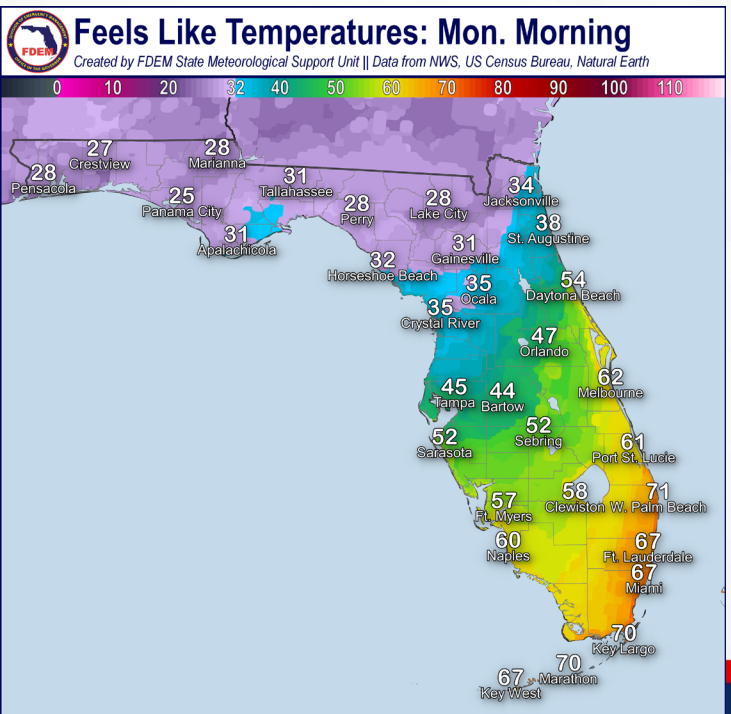 Feels Like Temperatures: Mon. Morning
Created by FDEM State Meteorological Support Unit || Data from NWS, US Census Bureau, Natural Earth
FDEM
0 10 20 32 40 50 60 70 80 90 100 110
27
Crestview
28
Marianna
28
Pensacola
31
Tallahassee
25
Panama City
28
Perry
28
Lake City
34
Jacksonville
31
Apalachicola
38
St. Augustine
31
Gainesville
32
Horseshoe Beach
35
Ocala
54
Daytona Beach
35
Crystal River
47
Orlando
62
Melbourne
45
Tampa
44
Bartow
52
Sarasota
52
Sebring
61
Port St. Lucie
57
Ft. Myers
58
Clewiston
71
W. Palm Beach
60
Naples
67
Ft. Lauderdale
67
Miami
70
Key Largo
70
Marathon
67
Key West